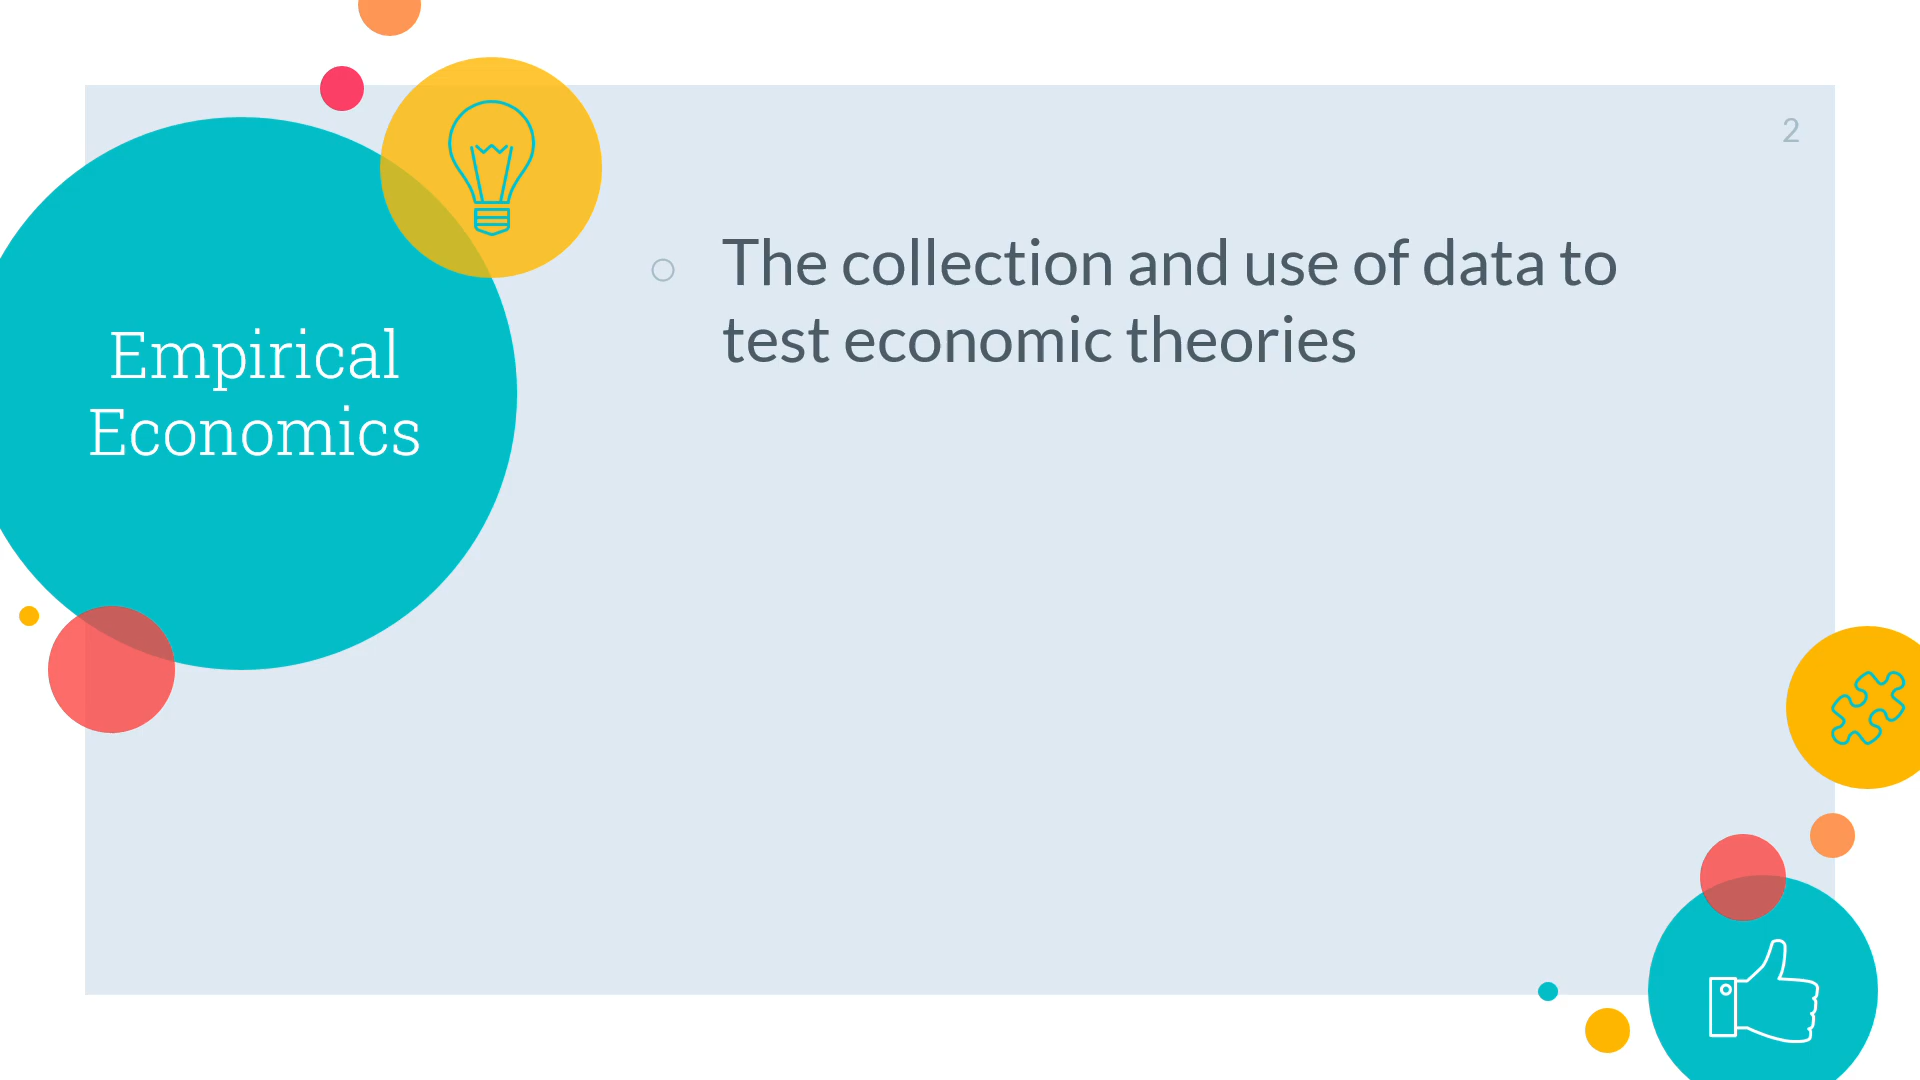 2
Empirical
Economics
The collection and use of data to
test economic theories